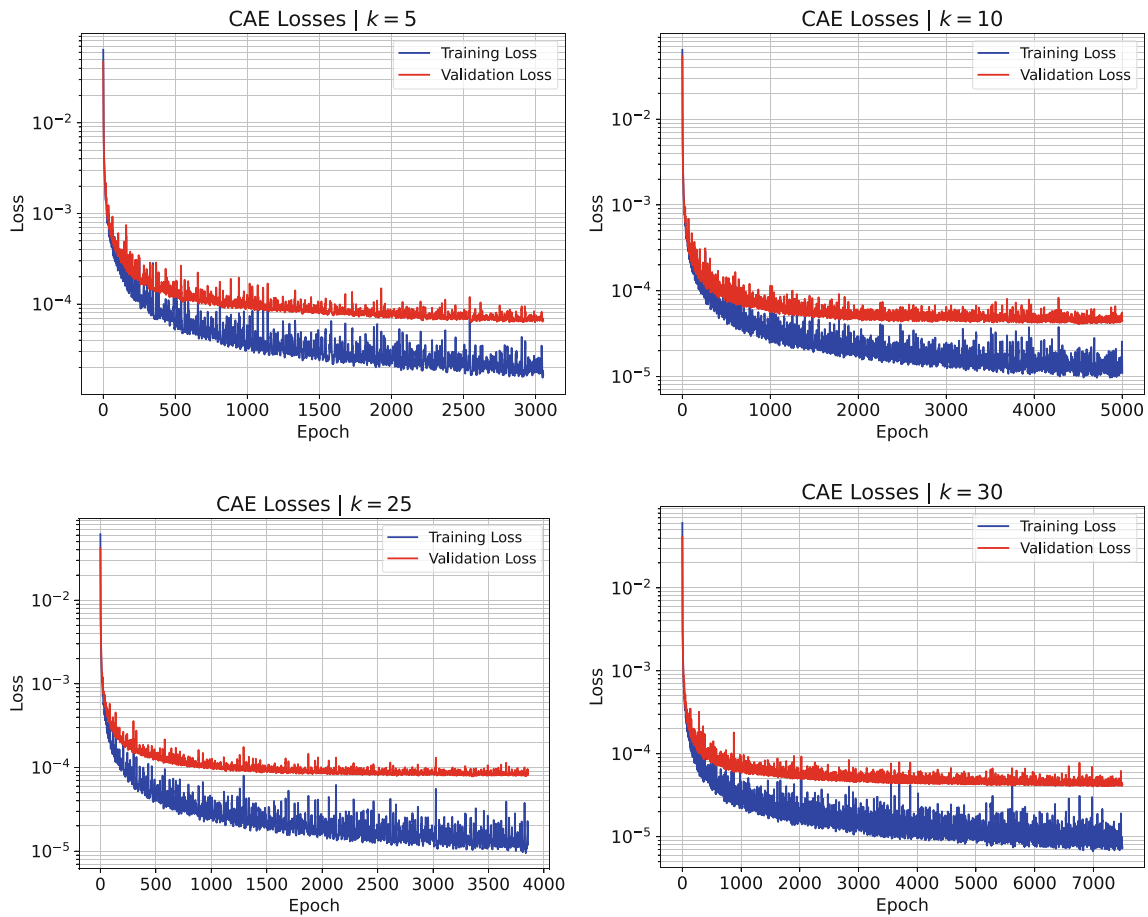 CAE Losses | k = 5
Training Loss
Validation Loss
10⁻²
10⁻³
10⁻⁴
Loss
0 500 1000 1500 2000 2500 3000
Epoch
CAE Losses | k = 10
Training Loss
Validation Loss
10⁻²
10⁻³
10⁻⁴
10⁻⁵
Loss
0 1000 2000 3000 4000 5000
Epoch
CAE Losses | k = 25
Training Loss
Validation Loss
10⁻²
10⁻³
10⁻⁴
10⁻⁵
Loss
0 500 1000 1500 2000 2500 3000 3500 4000
Epoch
CAE Losses | k = 30
Training Loss
Validation Loss
10⁻²
10⁻³
10⁻⁴
10⁻⁵
Loss
0 1000 2000 3000 4000 5000 6000 7000
Epoch